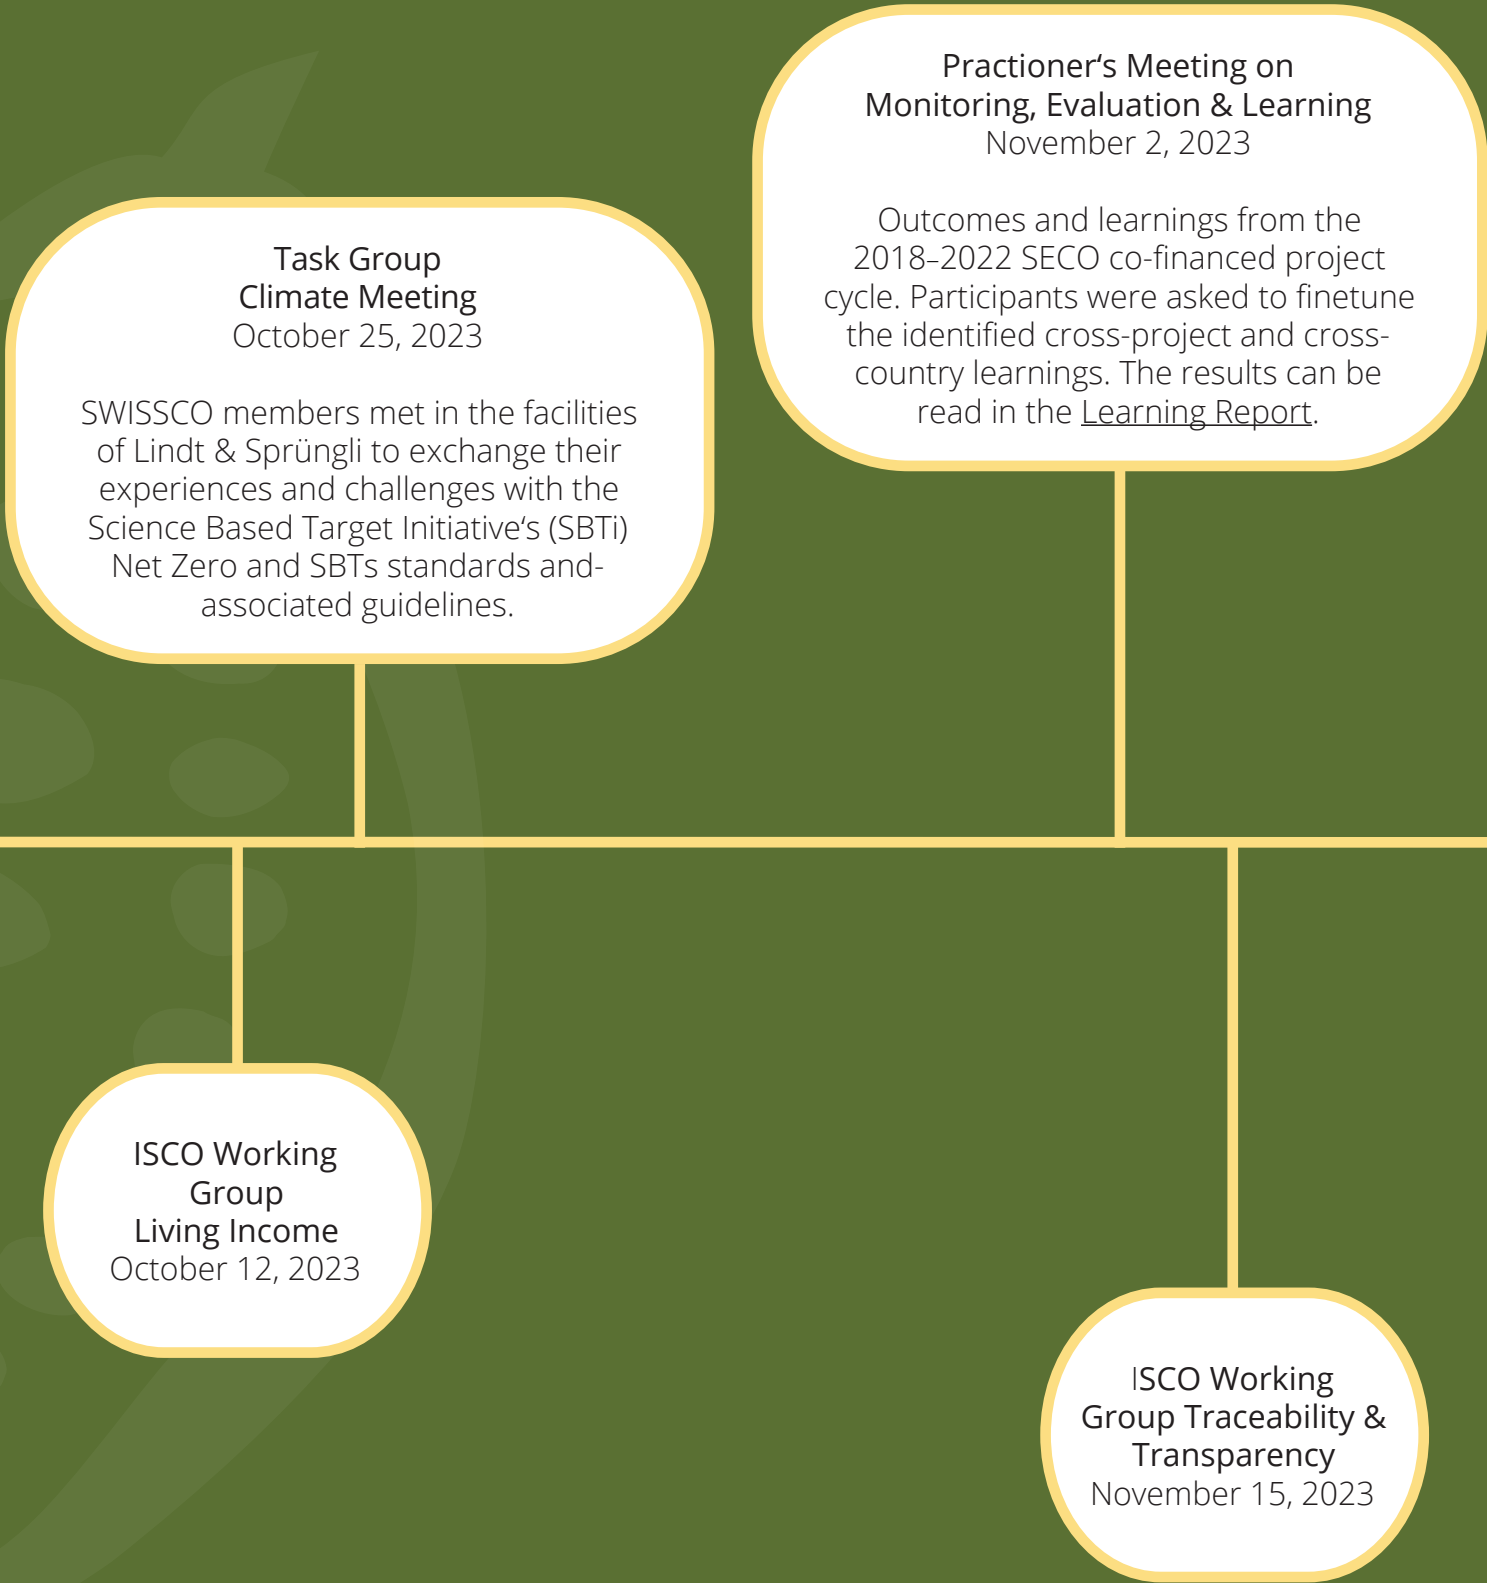 Practioner‘s Meeting on
Monitoring, Evaluation & Learning
November 2, 2023
Outcomes and learnings from the
2018–2022 SECO co-financed project
cycle. Participants were asked to finetune
the identified cross-project and cross-
country learnings. The results can be
read in the Learning Report.
Task Group
Climate Meeting
October 25, 2023
SWISSCO members met in the facilities
of Lindt & Sprüngli to exchange their
experiences and challenges with the
Science Based Target Initiative‘s (SBTi)
Net Zero and SBTs standards and-
associated guidelines.
ISCO Working
Group
Living Income
October 12, 2023
ISCO Working
Group Traceability &
Transparency
November 15, 2023